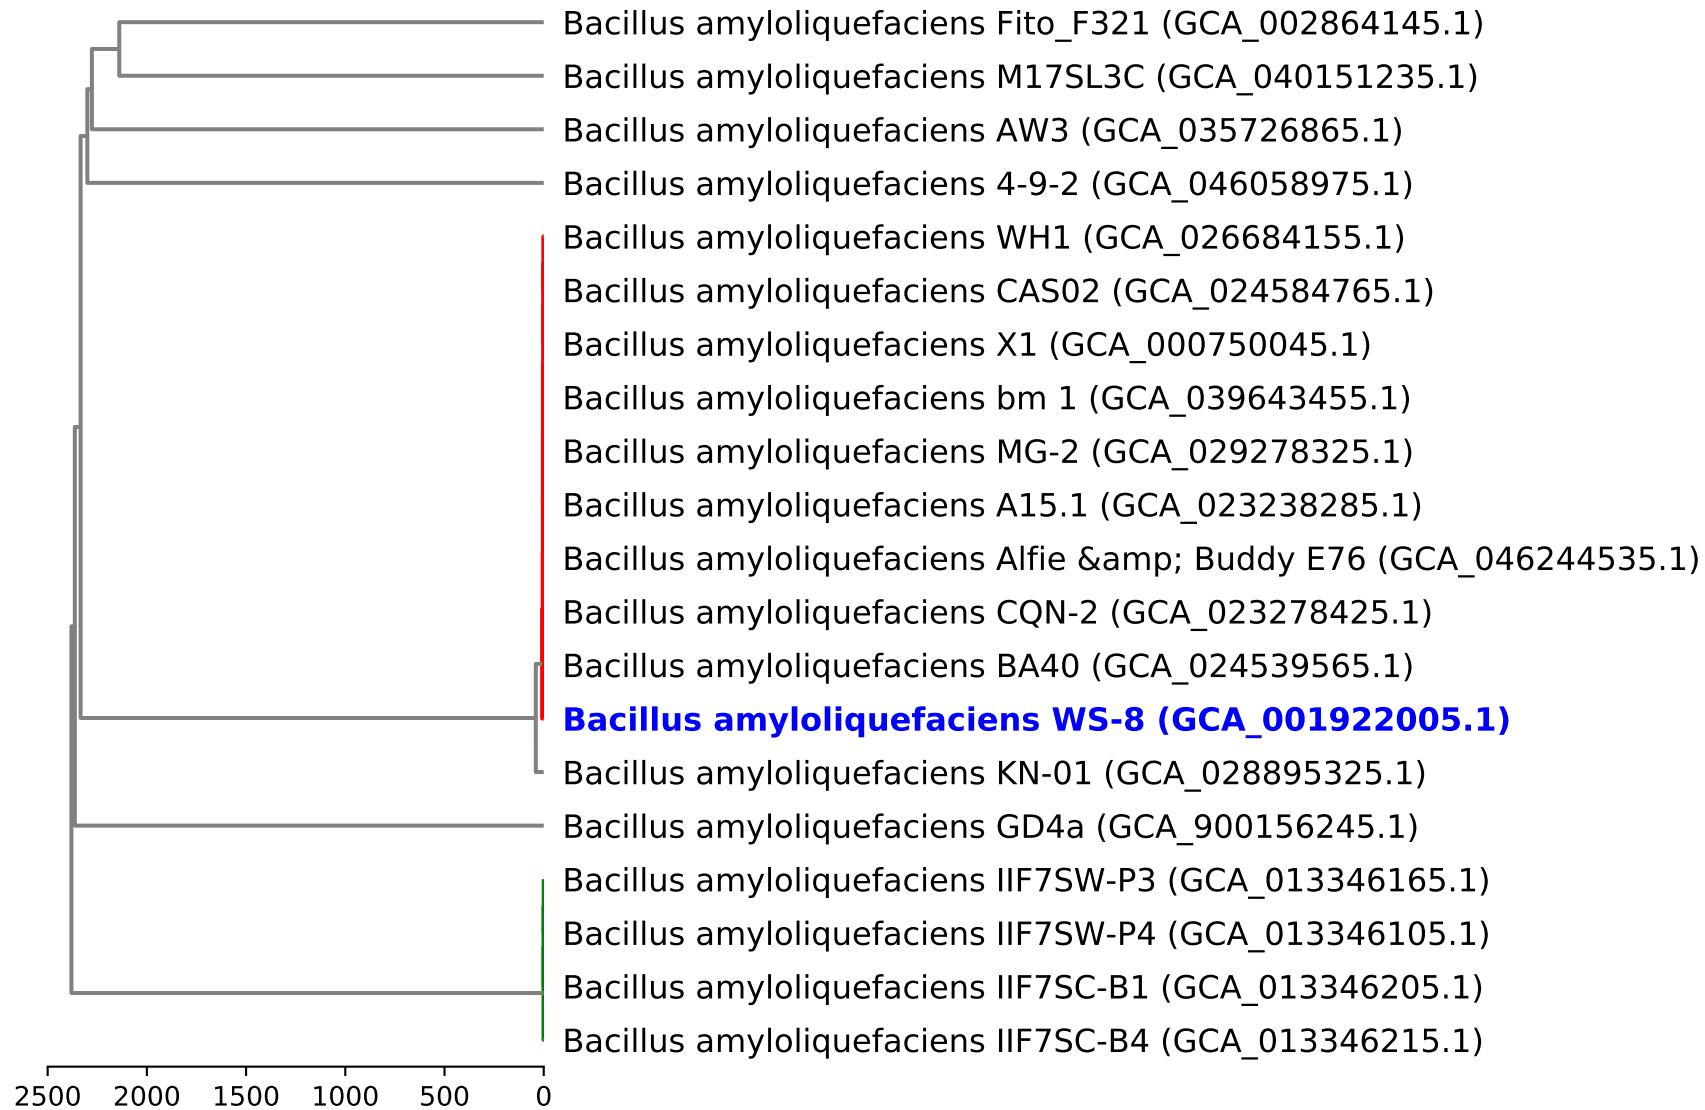 Bacillus amyloliquefaciens Fito_F321 (GCA_002864145.1)
Bacillus amyloliquefaciens M17SL3C (GCA_040151235.1)
Bacillus amyloliquefaciens AW3 (GCA_035726865.1)
Bacillus amyloliquefaciens 4-9-2 (GCA_046058975.1)
Bacillus amyloliquefaciens WH1 (GCA_026684155.1)
Bacillus amyloliquefaciens CAS02 (GCA_024584765.1)
Bacillus amyloliquefaciens X1 (GCA_000750045.1)
Bacillus amyloliquefaciens bm 1 (GCA_039643455.1)
Bacillus amyloliquefaciens MG-2 (GCA_029278325.1)
Bacillus amyloliquefaciens A15.1 (GCA_023238285.1)
Bacillus amyloliquefaciens Alfie &amp; Buddy E76 (GCA_046244535.1)
Bacillus amyloliquefaciens CQN-2 (GCA_023278425.1)
Bacillus amyloliquefaciens BA40 (GCA_024539565.1)
Bacillus amyloliquefaciens WS-8 (GCA_001922005.1)
Bacillus amyloliquefaciens KN-01 (GCA_028895325.1)
Bacillus amyloliquefaciens GD4a (GCA_900156245.1)
Bacillus amyloliquefaciens IIF7SW-P3 (GCA_013346165.1)
Bacillus amyloliquefaciens IIF7SW-P4 (GCA_013346105.1)
Bacillus amyloliquefaciens IIF7SC-B1 (GCA_013346205.1)
Bacillus amyloliquefaciens IIF7SC-B4 (GCA_013346215.1)
2500 2000 1500 1000 500 0